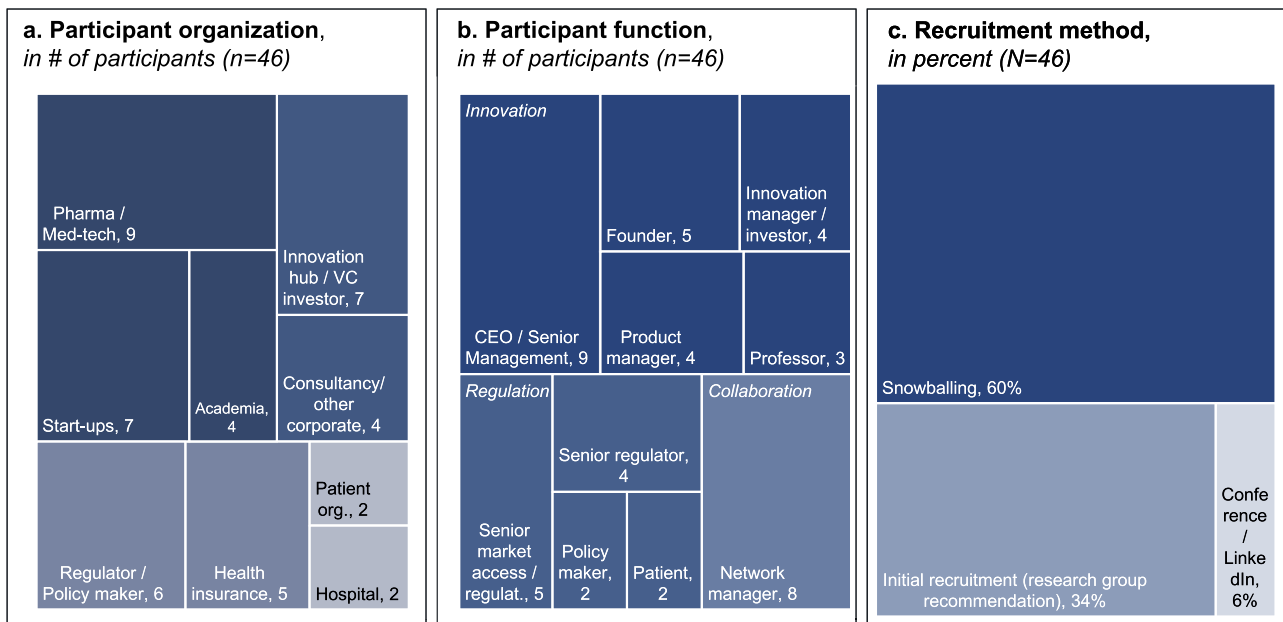 a. Participant organization,
in # of participants (n=46)
Pharma /
Med-tech, 9
Innovation
hub / VC
investor, 7
Start-ups, 7
Academia,
4
Consultancy/
other
corporate, 4
Regulator /
Policy maker, 6
Health
insurance, 5
Patient
org., 2
Hospital, 2
b. Participant function,
in # of participants (n=46)
Innovation
CEO / Senior
Management, 9
Founder, 5
Innovation
manager /
investor, 4
Product
manager, 4
Professor, 3
Regulation
Senior
market
access /
regulat., 5
Senior regulator,
4
Policy
maker,
2
Patient,
2
Collaboration
Network
manager, 8
c. Recruitment method,
in percent (N=46)
Snowballing, 60%
Initial recruitment (research group
recommendation), 34%
Confe
rence
/
Linke
dIn,
6%